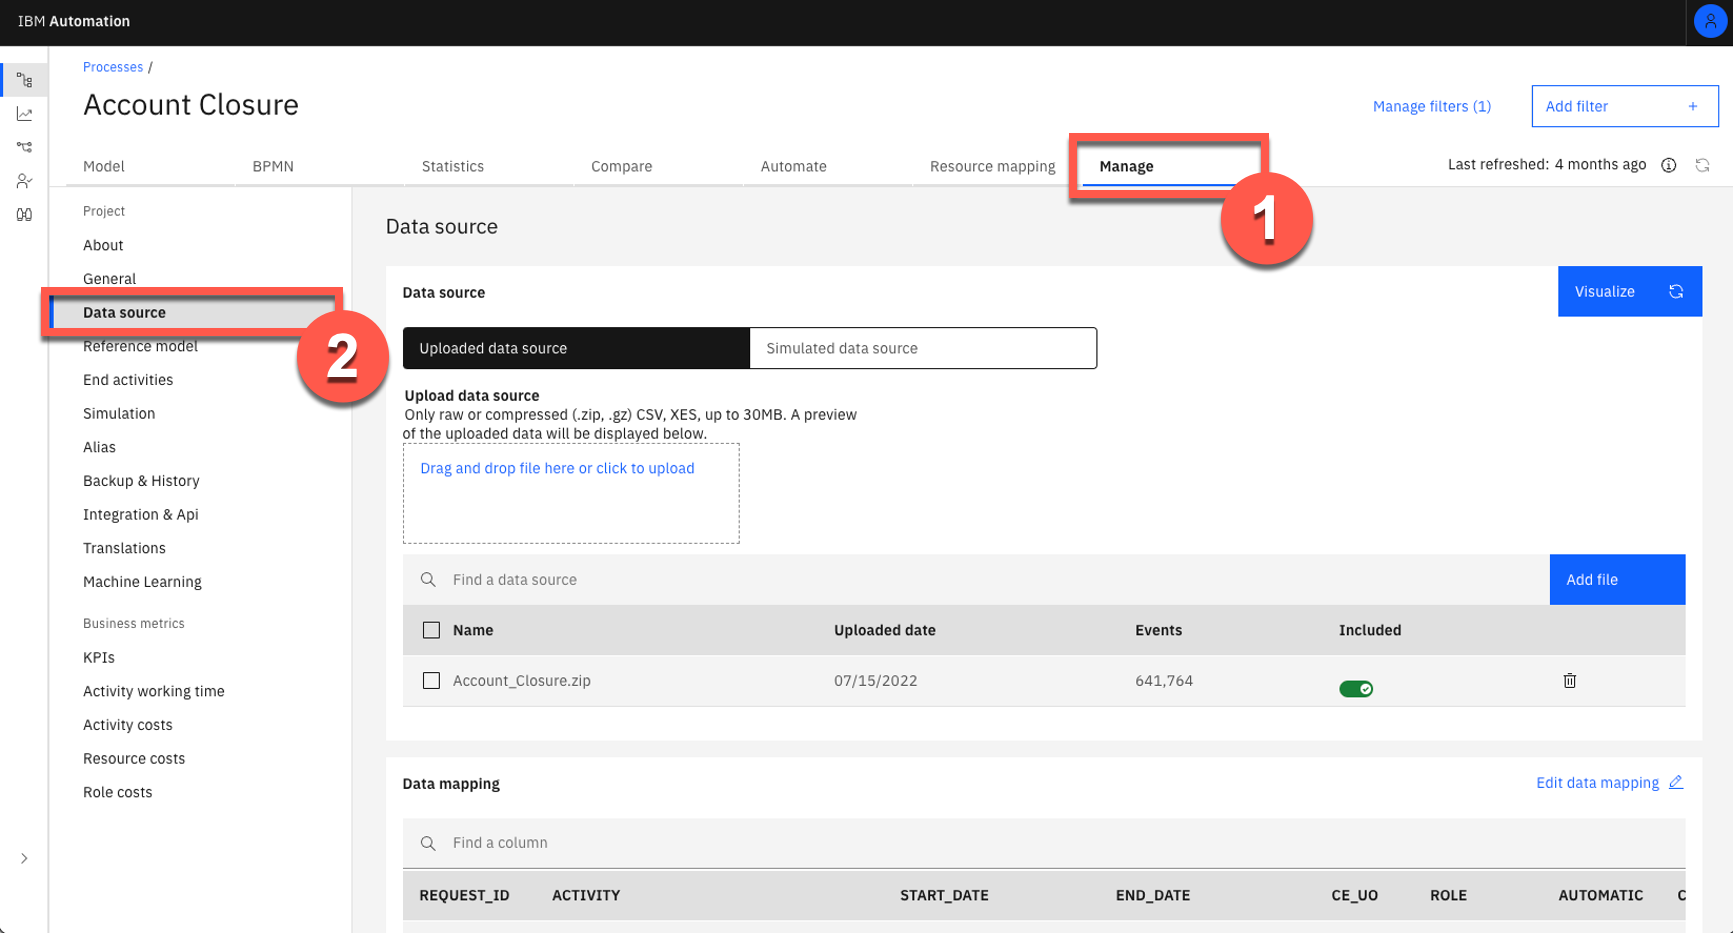 IBM Automation
Processes /
Account Closure
Manage filters (1)
Add filter +
Model
BPMN
Statistics
Compare
Automate
Resource mapping
Manage
Last refreshed: 4 months ago
1
Project
About
General
Data source
2
Reference model
End activities
Simulation
Alias
Backup & History
Integration & Api
Translations
Machine Learning
Business metrics
KPIs
Activity working time
Activity costs
Resource costs
Role costs
Data source
Data source
Visualize
Uploaded data source
Simulated data source
Upload data source
Only raw or compressed (.zip, .gz) CSV, XES, up to 30MB. A preview
of the uploaded data will be displayed below.
Drag and drop file here or click to upload
Find a data source
Add file
Name Uploaded date Events Included
Account_Closure.zip 07/15/2022 641,764
Data mapping
Edit data mapping
Find a column
REQUEST_ID ACTIVITY START_DATE END_DATE CE_UO ROLE AUTOMATIC